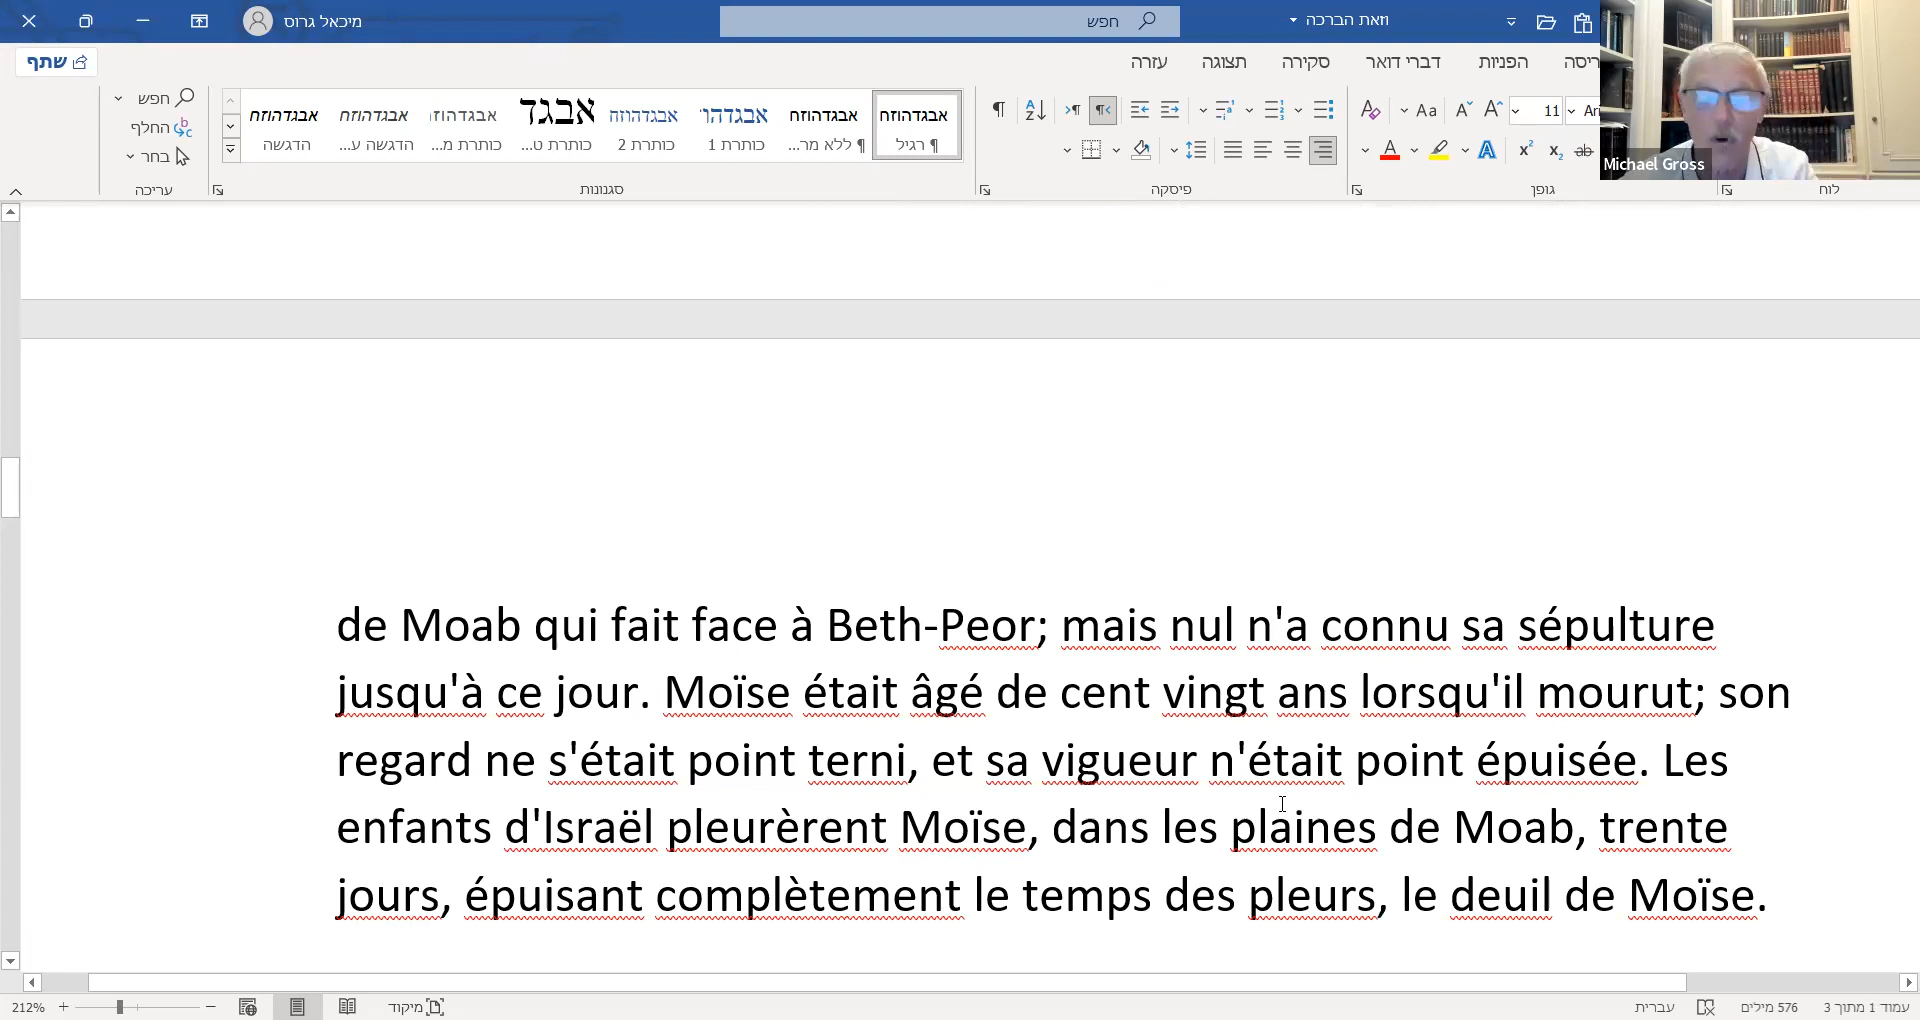 מיכאל גרוס
חפש
וזאת הברכה
שתף
הפניות
דברי דואר
סקירה
תצוגה
עזרה
חפש
החלף
בחר
עריכה
אבגדהוזח
¶ רגיל
אבגדהוזח
¶ ללא מר...
אבגדהו
כותרת 1
אבגדהוזח
כותרת 2
אבגד
כותרת ט...
אבגדהוזח
כותרת מ...
אבגדהוזח
הדגשה ע...
אבגדהוזח
הדגשה
סגנונות
פיסקה
11
Aa
גופן
לוח
Michael Gross
de Moab qui fait face à Beth-Peor; mais nul n'a connu sa sépulture
jusqu'à ce jour. Moïse était âgé de cent vingt ans lorsqu'il mourut; son
regard ne s'était point terni, et sa vigueur n'était point épuisée. Les
enfants d'Israël pleurèrent Moïse, dans les plaines de Moab, trente
jours, épuisant complètement le temps des pleurs, le deuil de Moïse.
עמוד 1 מתוך 3
576 מילים
עברית
מיקוד
212%